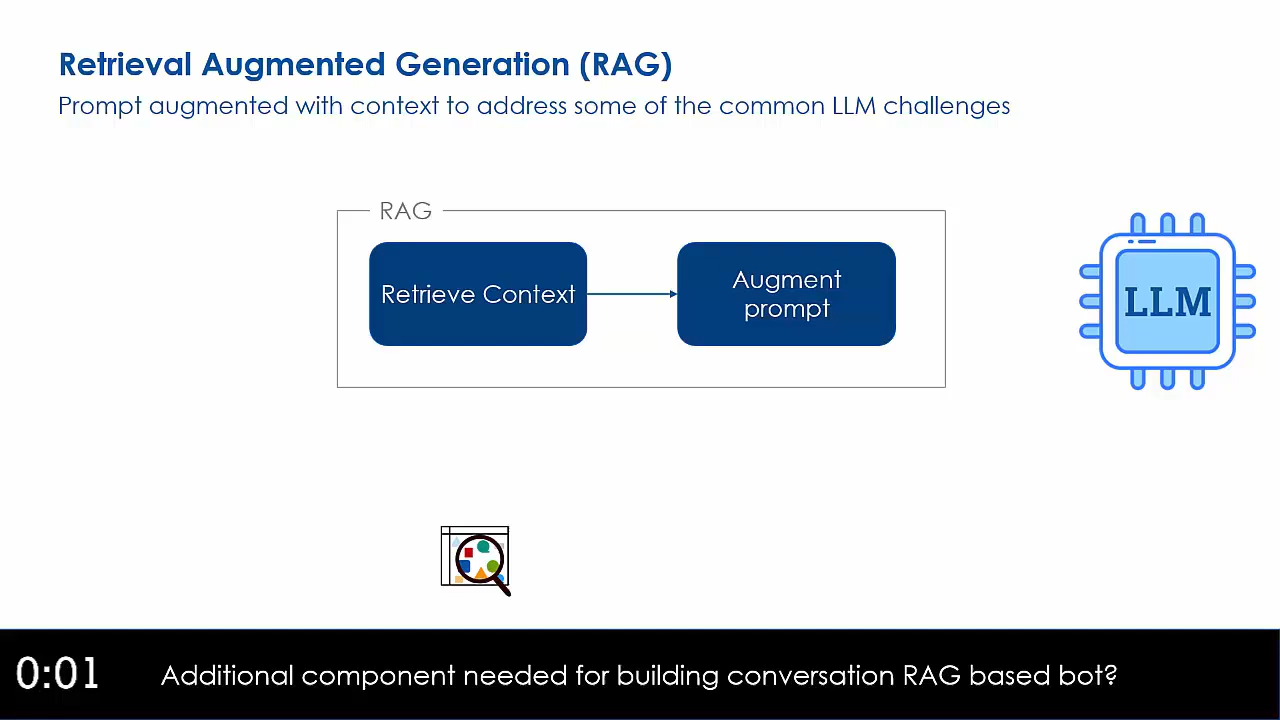 Retrieval Augmented Generation (RAG)
Prompt augmented with context to address some of the common LLM challenges
RAG
Retrieve Context
Augment
prompt
LLM
0:01
Additional component needed for building conversation RAG based bot?